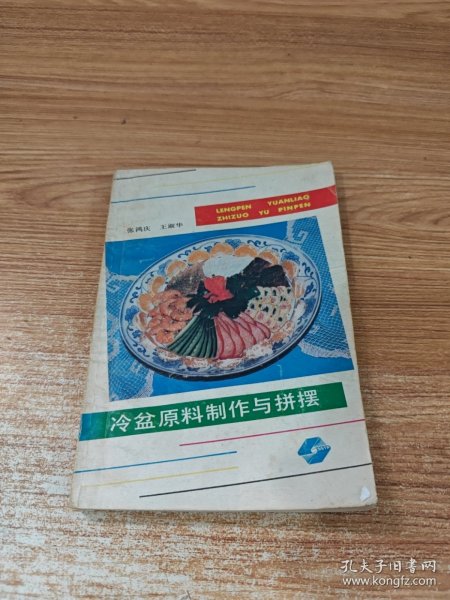 LENGPEN YUANLIAO
ZHIZUO YU PINPEN
张鸿庆 王淑华
冷盆原料制作与拼摆
孔夫子旧书网
www.kongfz.com